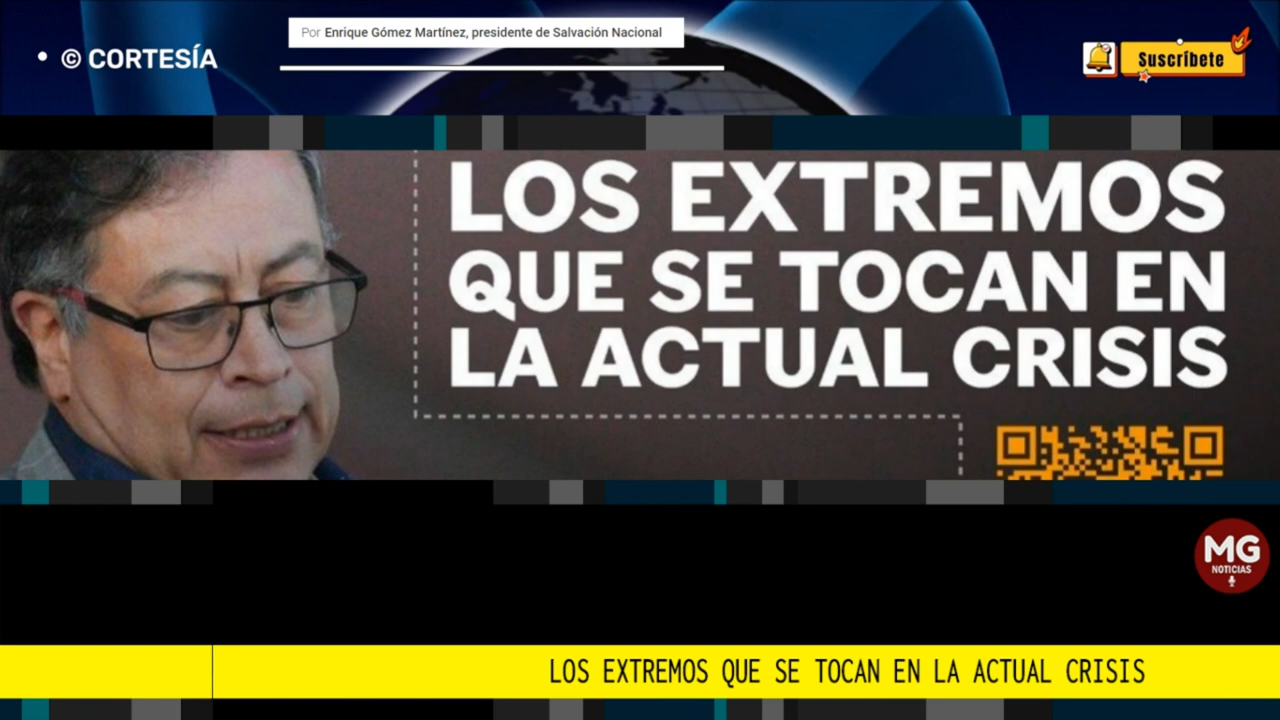 Por Enrique Gómez Martínez, presidente de Salvación Nacional
• © CORTESÍA
Suscríbete
LOS EXTREMOS
QUE SE TOCAN EN
LA ACTUAL CRISIS
MG
NOTICIAS
LOS EXTREMOS QUE SE TOCAN EN LA ACTUAL CRISIS